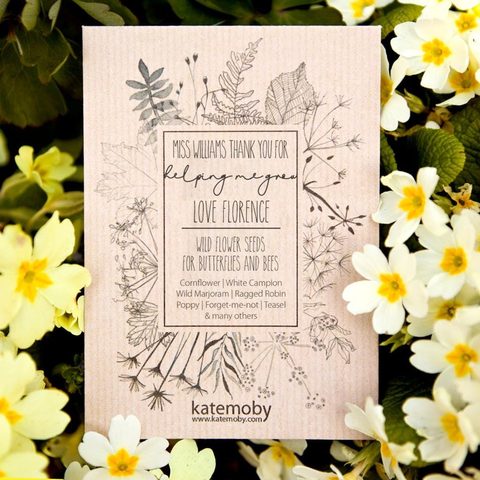 MISS WILLIAMS THANK YOU FOR
helping me grow
LOVE FLORENCE
WILD FLOWER SEEDS
FOR BUTTERFLIES AND BEES
Cornflower | White Campion
Wild Marjoram | Ragged Robin
Poppy | Forget-me-not | Teasel
& many others
katemoby
www.katemoby.com